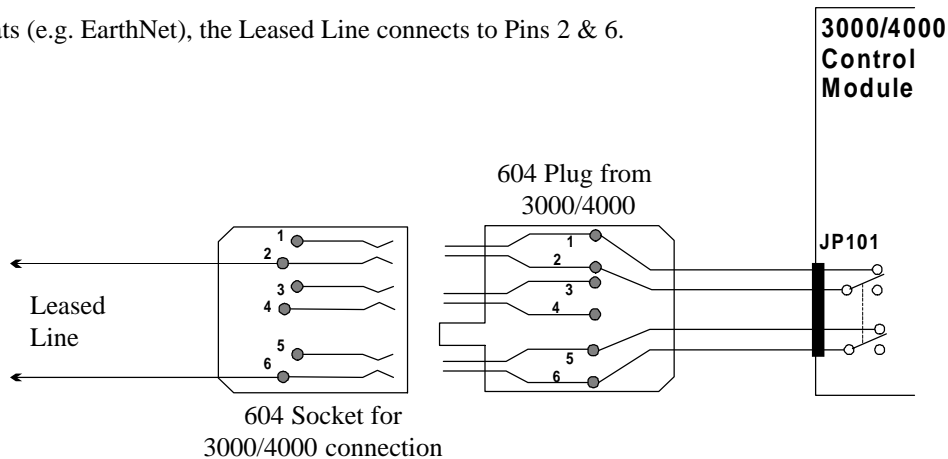 ts (e.g. EarthNet), the Leased Line connects to Pins 2 & 6.
3000/4000
Control
Module
604 Plug from
3000/4000
JP101
1
2
3
4
5
6
1
2
3
4
5
6
Leased
Line
604 Socket for
3000/4000 connection